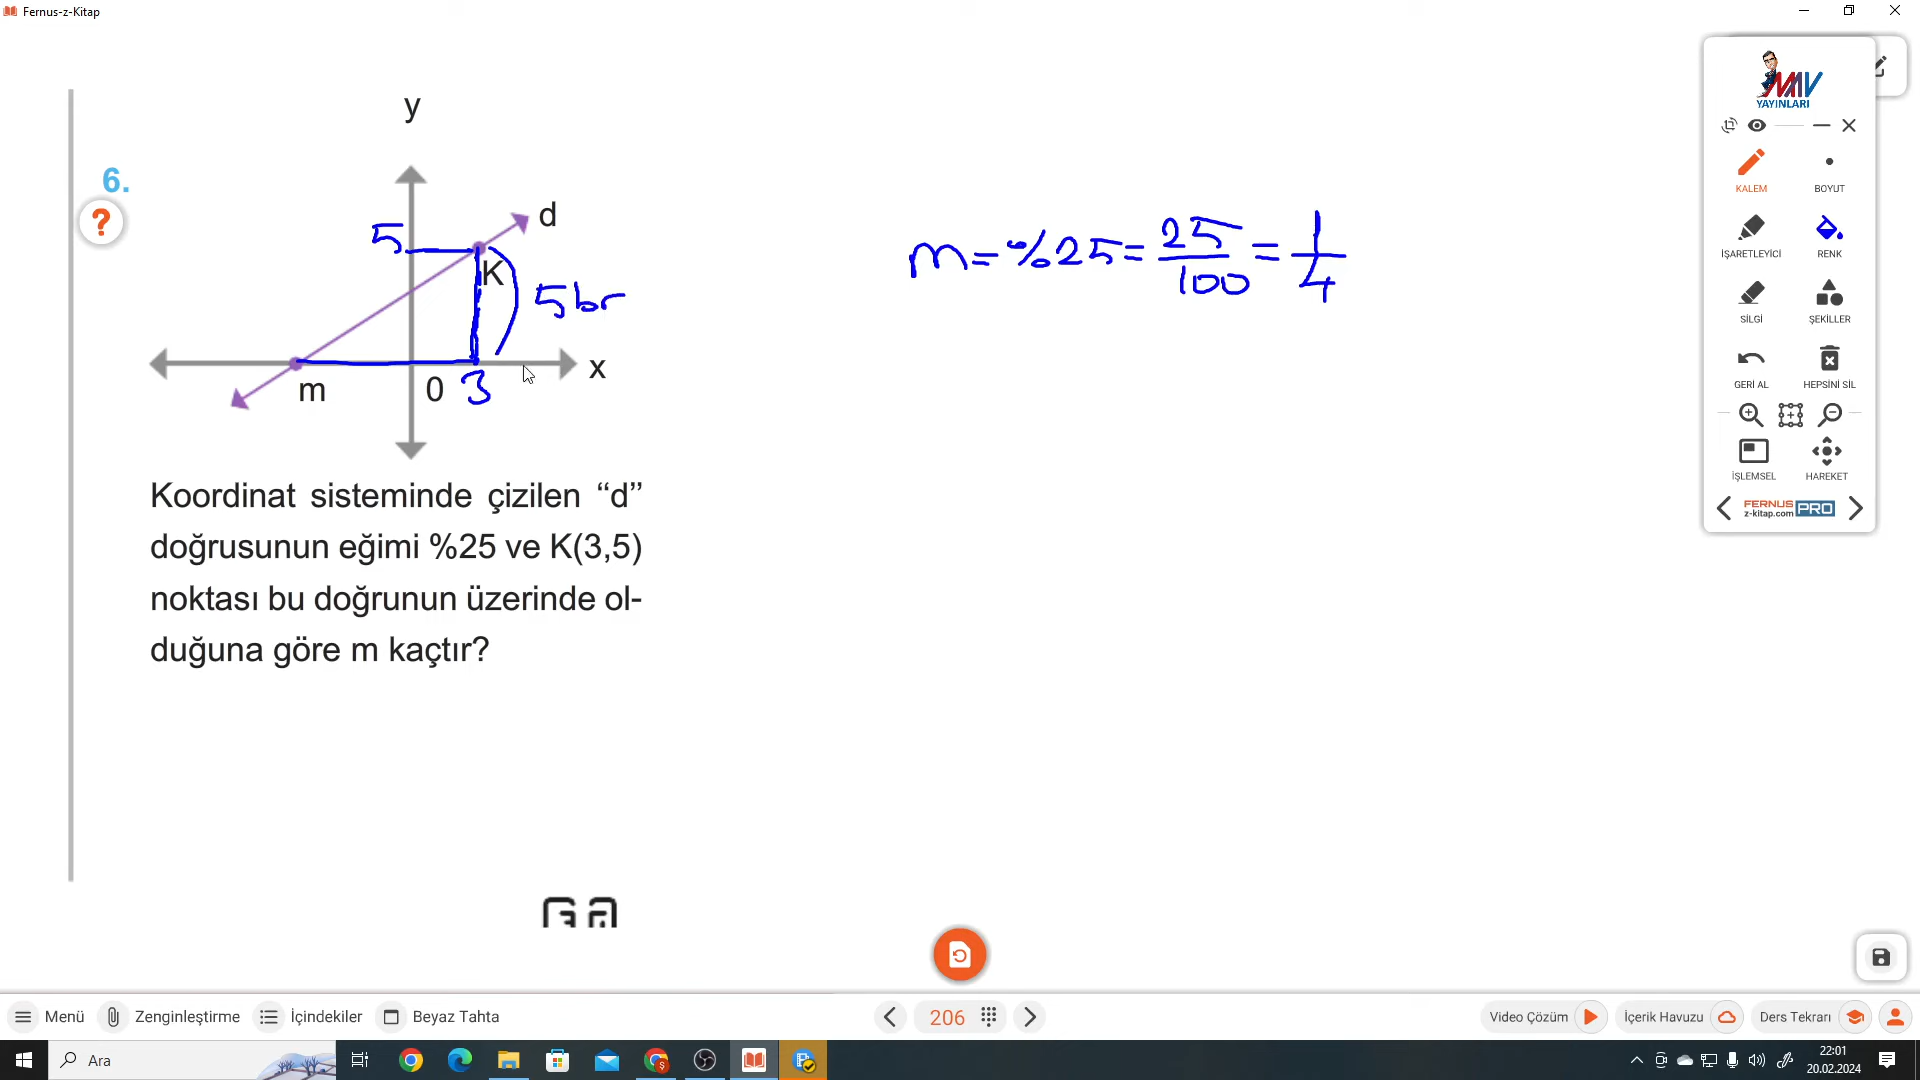 Fernus-z-Kitap
y
6.
?
5
d
K
5br
m
0
3
x
m = %25 = 25/100 = 1/4
Koordinat sisteminde çizilen “d”
doğrusunun eğimi %25 ve K(3,5)
noktası bu doğrunun üzerinde ol-
duğuna göre m kaçtır?
MAV
YAYINLARI
KALEM
BOYUT
İŞARETLEYİCİ
RENK
SİLGİ
ŞEKİLLER
GERİ AL
HEPSİNİ SİL
İŞLEMSEL
HAREKET
FERNUS
z-kitap.com
PRO
Menü
Zenginleştirme
İçindekiler
Beyaz Tahta
206
Video Çözüm
İçerik Havuzu
Ders Tekrarı
Ara
22:01
20.02.2024